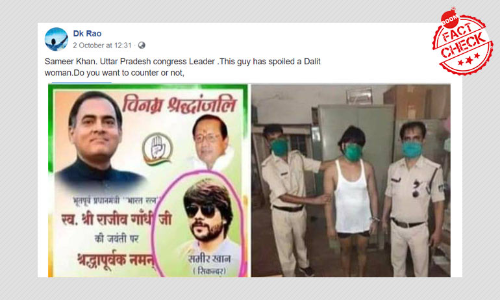 BOOM
FACT
CHECK
Dk Rao
2 October at 12:31 ·
Sameer Khan. Uttar Pradesh congress Leader .This guy has spoiled a Dalit
woman.Do you want to counter or not,
विनम्र श्रद्धांजलि
भूतपूर्व प्रधानमंत्री "भारत रत्न"
स्व. श्री राजीव गाँधी जी
की जयंती पर
श्रद्धापूर्वक नमन्
समीर खान
(सिकन्दर)